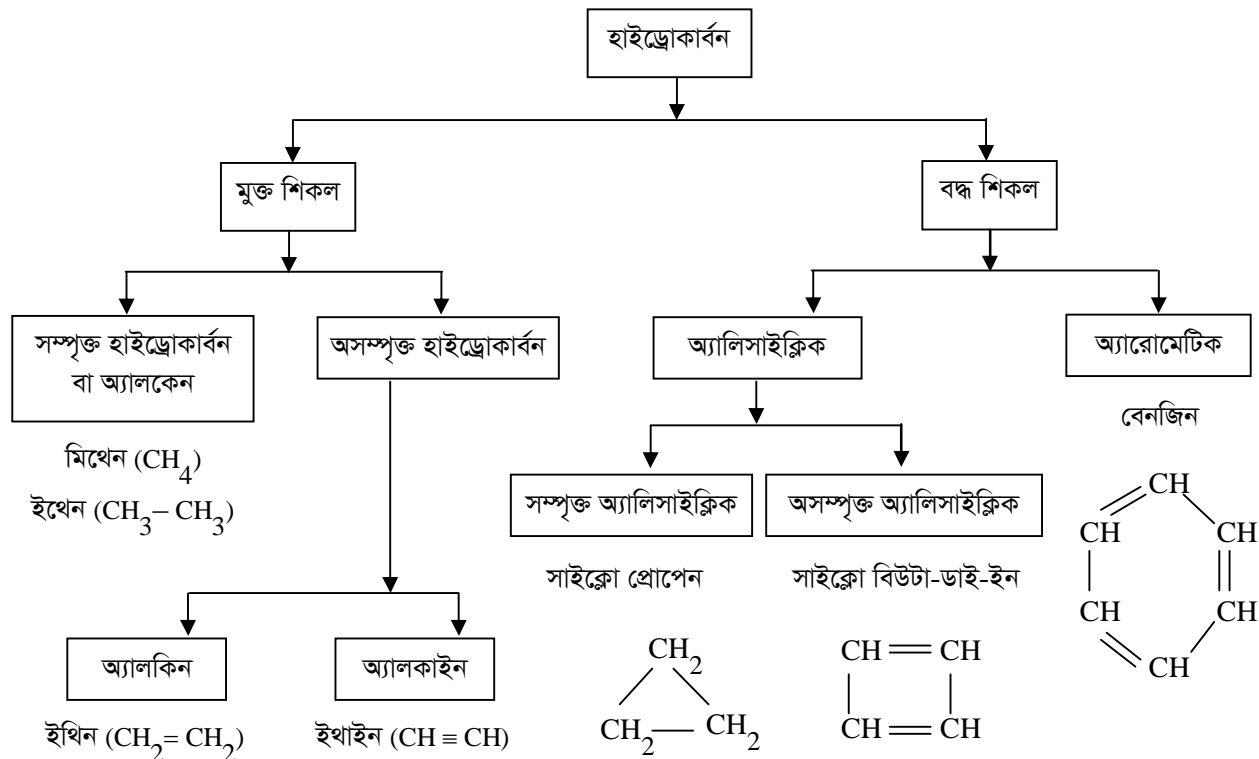 হাইড্রোকার্বন
মুক্ত শিকল
বদ্ধ শিকল
সম্পৃক্ত হাইড্রোকার্বন
বা অ্যালকেন
অসম্পৃক্ত হাইড্রোকার্বন
অ্যালিসাইক্লিক
অ্যারোমেটিক
মিথেন (CH4)
ইথেন (CH3– CH3)
সম্পৃক্ত অ্যালিসাইক্লিক
অসম্পৃক্ত অ্যালিসাইক্লিক
বেনজিন
CH
CH
CH
CH
CH
CH
সাইক্লো প্রোপেন
সাইক্লো বিউটা-ডাই-ইন
অ্যালকিন
অ্যালকাইন
ইথিন (CH2= CH2)
ইথাইন (CH ≡ CH)
CH2
CH2 CH2
CH CH
CH CH